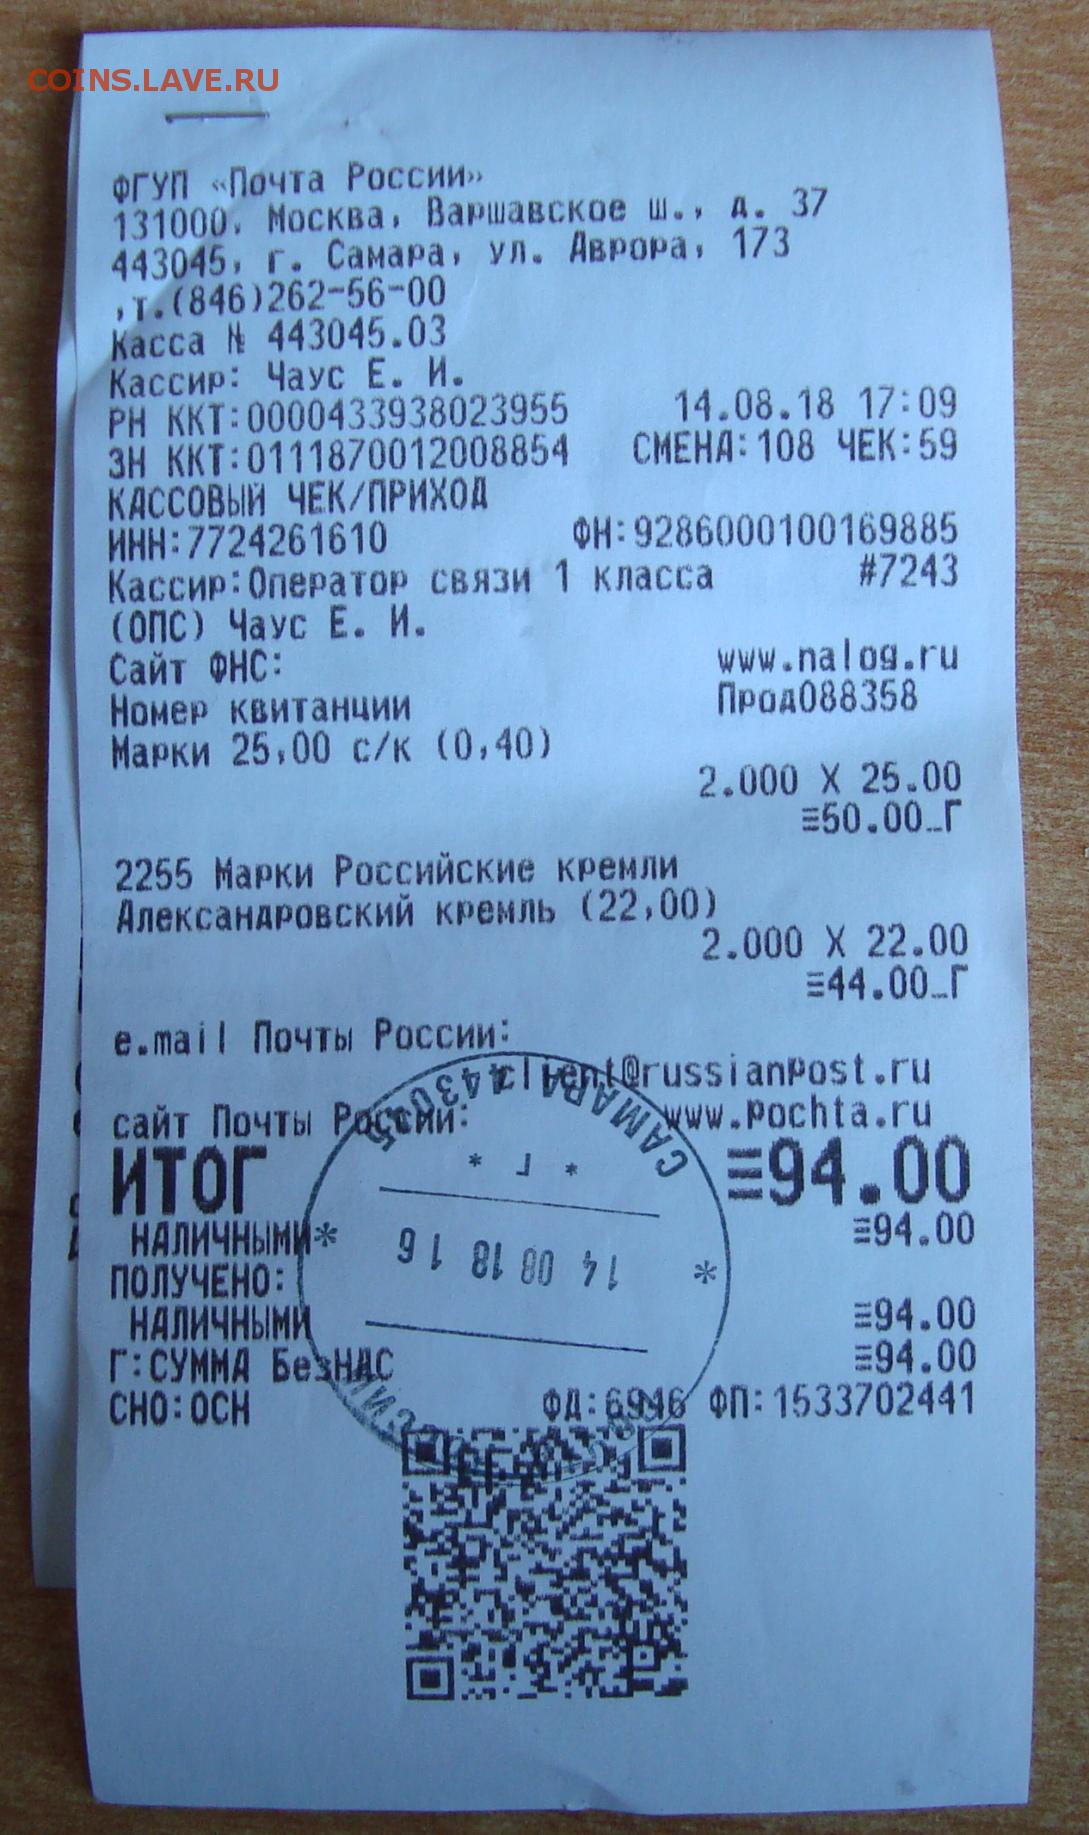 COINS.LAVE.RU
ФГУП «Почта России»
131000, Москва, Варшавское ш., д. 37
443045, г. Самара, ул. Аврора, 173
,т.(846)262-56-00
Касса № 443045.03
Кассир: Чаус Е. И.
РН ККТ:0000433938023955 14.08.18 17:09
ЗН ККТ:0111870012008854 СМЕНА:108 ЧЕК:59
КАССОВЫЙ ЧЕК/ПРИХОД
ИНН:7724261610 ФН:9286000100169885
Кассир:Оператор связи 1 класса #7243
(ОПС) Чаус Е. И.
Сайт ФНС: www.nalog.ru
Номер квитанции Прод088358
Марки 25,00 с/к (0,40)
2.000 X 25.00
≡50.00_Г
2255 Марки Российские кремли
Александровский кремль (22,00)
2.000 X 22.00
≡44.00_Г
e.mail Почты России:
client@russianpost.ru
сайт Почты России: www.pochta.ru
ИТОГ ≡94.00
НАЛИЧНЫМИ ≡94.00
ПОЛУЧЕНО:
НАЛИЧНЫМИ ≡94.00
Г:СУММА БезНДС ≡94.00
СНО:ОСН ФД:6946 ФП:1533702441
САМАРА 443045
* Г *
* 14 08 18 16 *